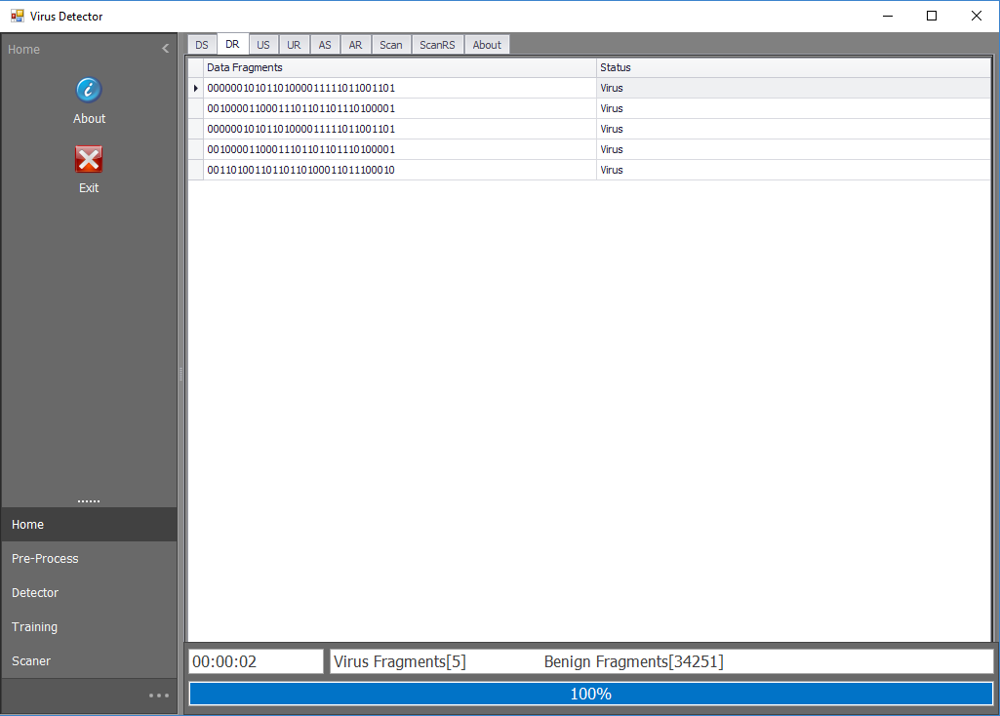 Virus Detector
Home
About
Exit
Home
Pre-Process
Detector
Training
Scaner
DS DR US UR AS AR Scan ScanRS About
Data Fragments Status
00000010101101000011111011001101 Virus
00100001100011101101101110100001 Virus
00000010101101000011111011001101 Virus
00100001100011101101101110100001 Virus
00110100110110110100011011100010 Virus
00:00:02 Virus Fragments[5] Benign Fragments[34251]
100%